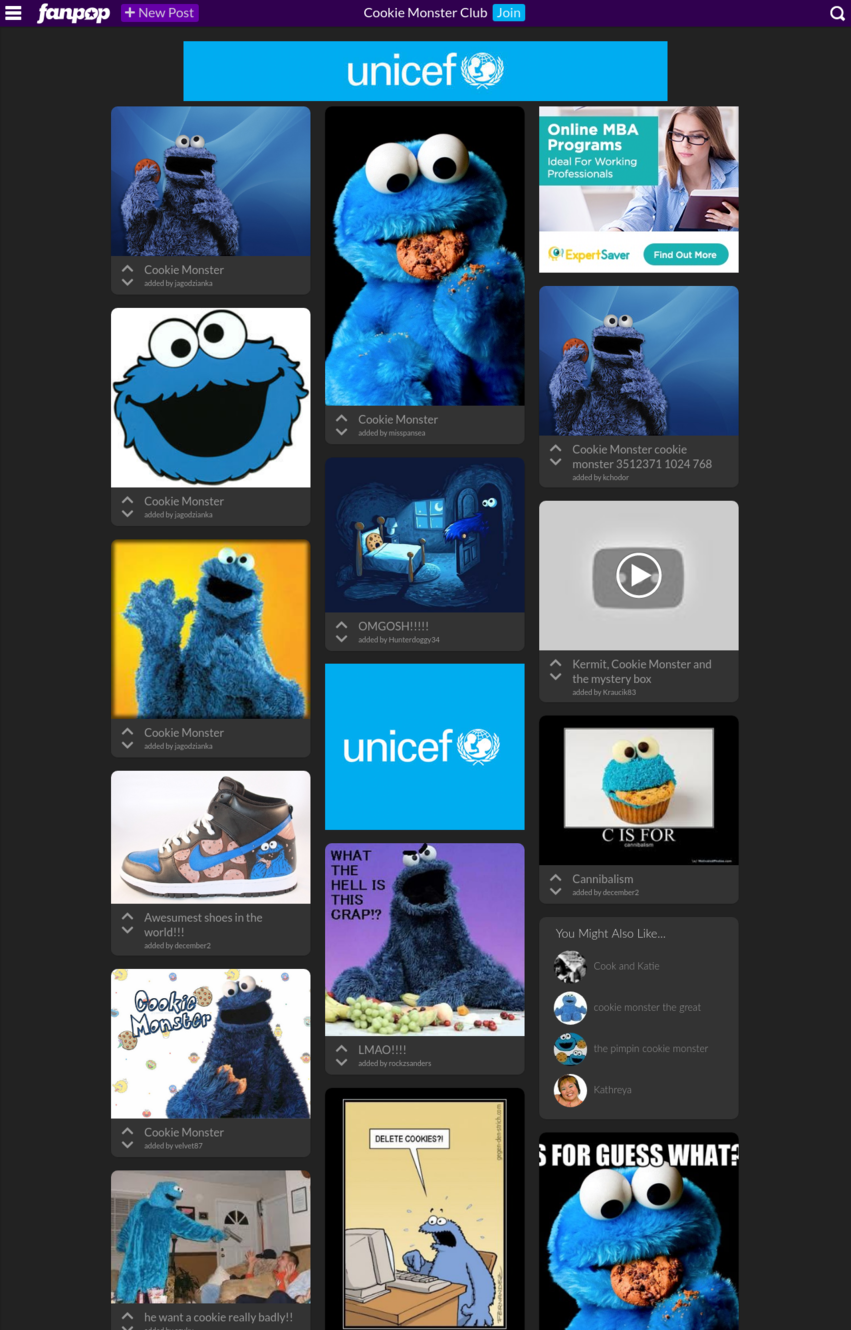 fanpop
+ New Post
Cookie Monster Club Join
unicef
Cookie Monster
added by jagodzianka
Cookie Monster
added by jagodzianka
Cookie Monster
added by jagodzianka
Awesumest shoes in the
world!!!
added by december2
Cookie
Monster
Cookie Monster
added by velvet87
he want a cookie really badly!!
Cookie Monster
added by misspansea
OMGOSH!!!!!
added by Hunterdoggy34
unicef
WHAT
THE
HELL IS
THIS
CRAP!?
LMAO!!!!
added by rockzsanders
DELETE COOKIES?!
Online MBA
Programs
Ideal For Working
Professionals
ExpertSaver
Find Out More
Cookie Monster cookie
monster 3512371 1024 768
added by kchodor
Kermit, Cookie Monster and
the mystery box
added by Kraucik83
C IS FOR
cannibalism
Cannibalism
added by december2
You Might Also Like...
Cook and Katie
cookie monster the great
the pimpin cookie monster
Kathreya
S FOR GUESS WHAT?